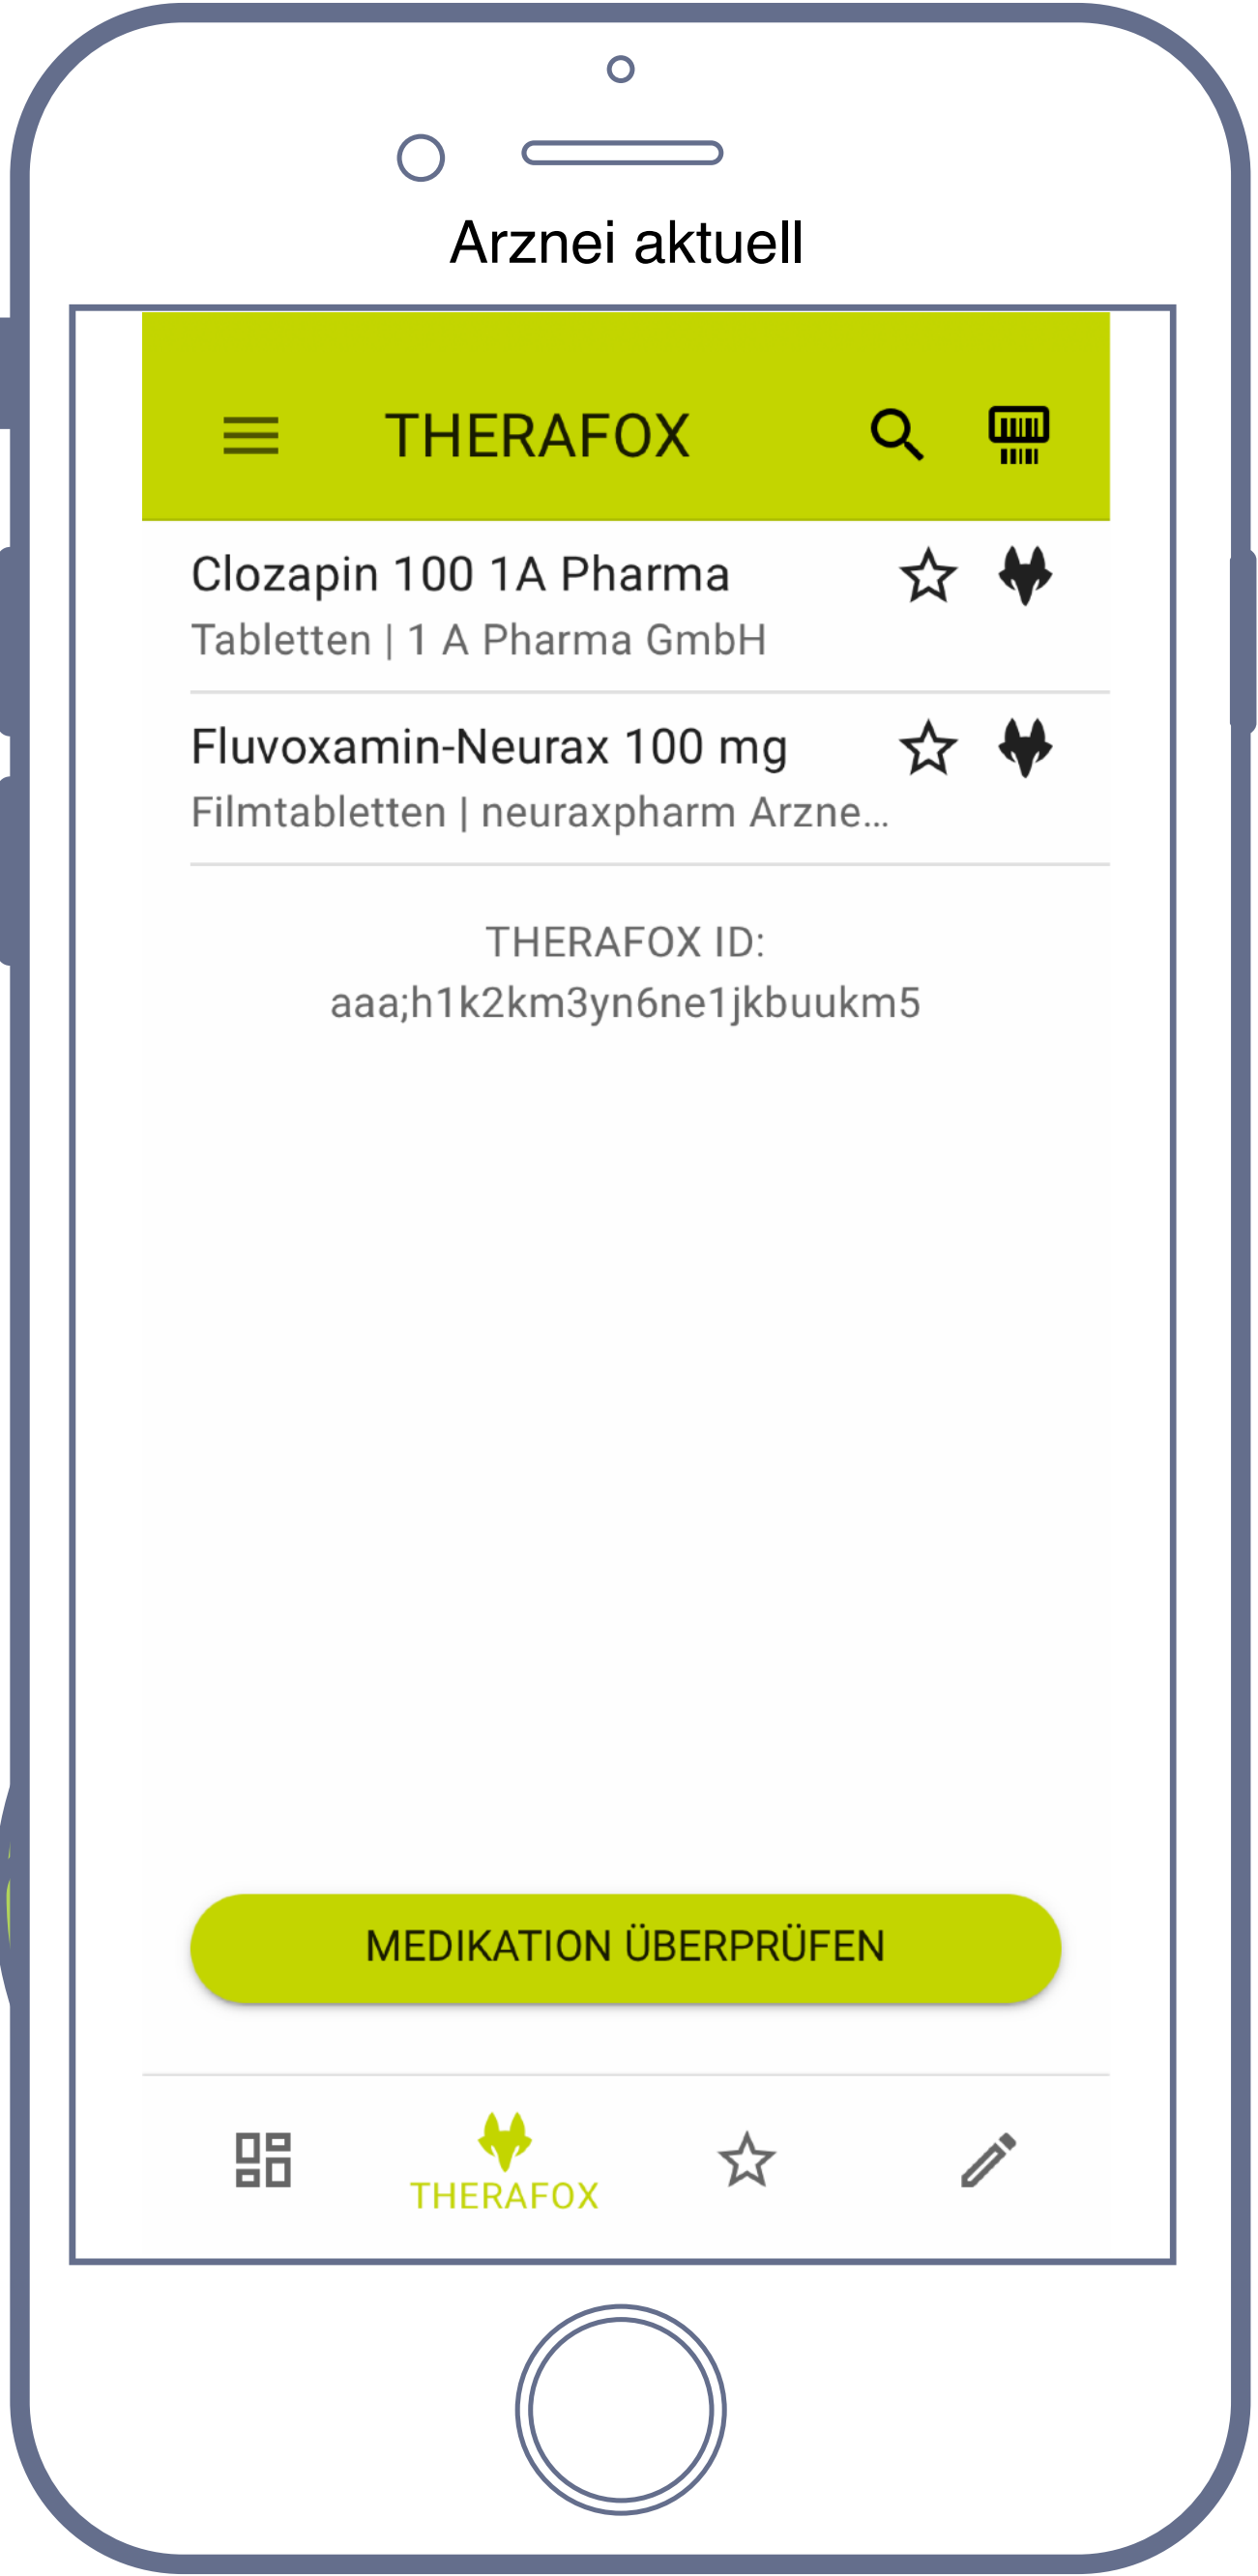 Arznei aktuell
THERAFOX
Clozapin 100 1A Pharma
Tabletten | 1 A Pharma GmbH
Fluvoxamin-Neurax 100 mg
Filmtabletten | neuraxpharm Arzne...
THERAFOX ID:
aaa;h1k2km3yn6ne1jkbuukm5
MEDIKATION ÜBERPRÜFEN
THERAFOX